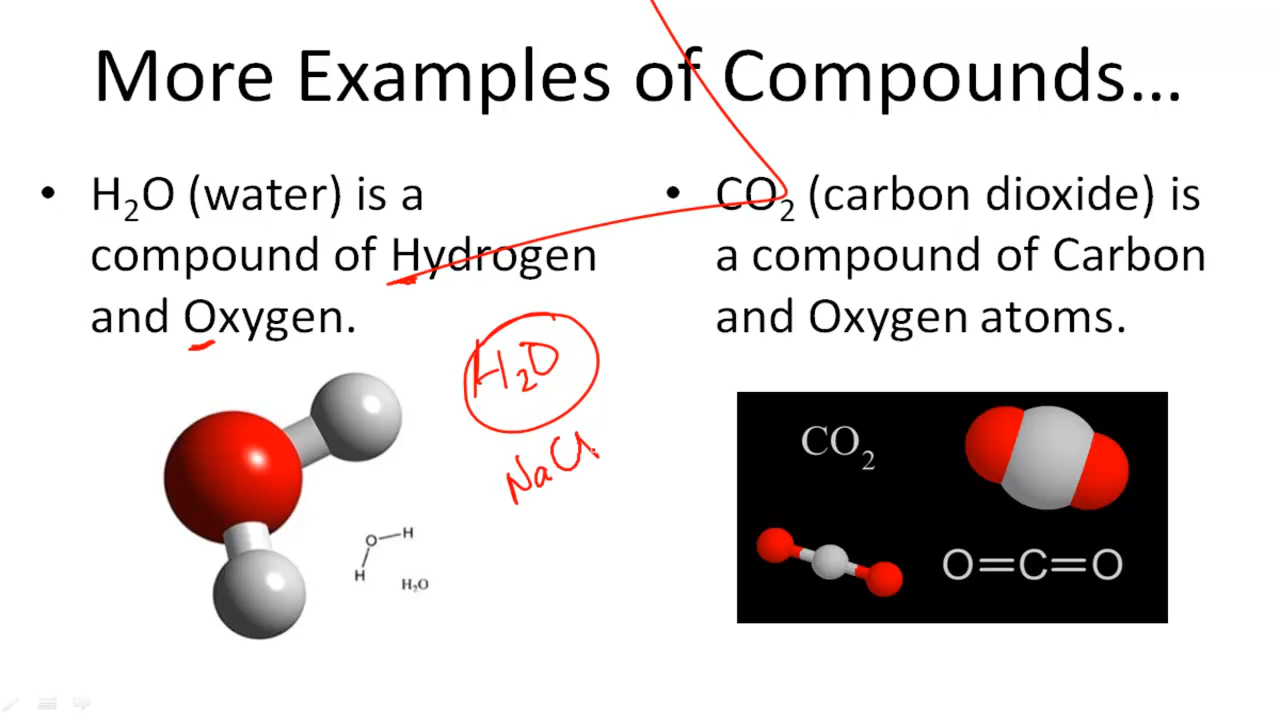 More Examples of Compounds...
• H₂O (water) is a
compound of Hydrogen
and Oxygen.
H₂O
NaCl
O
H
H
H₂O
• CO₂ (carbon dioxide) is
a compound of Carbon
and Oxygen atoms.
CO₂
O=C=O